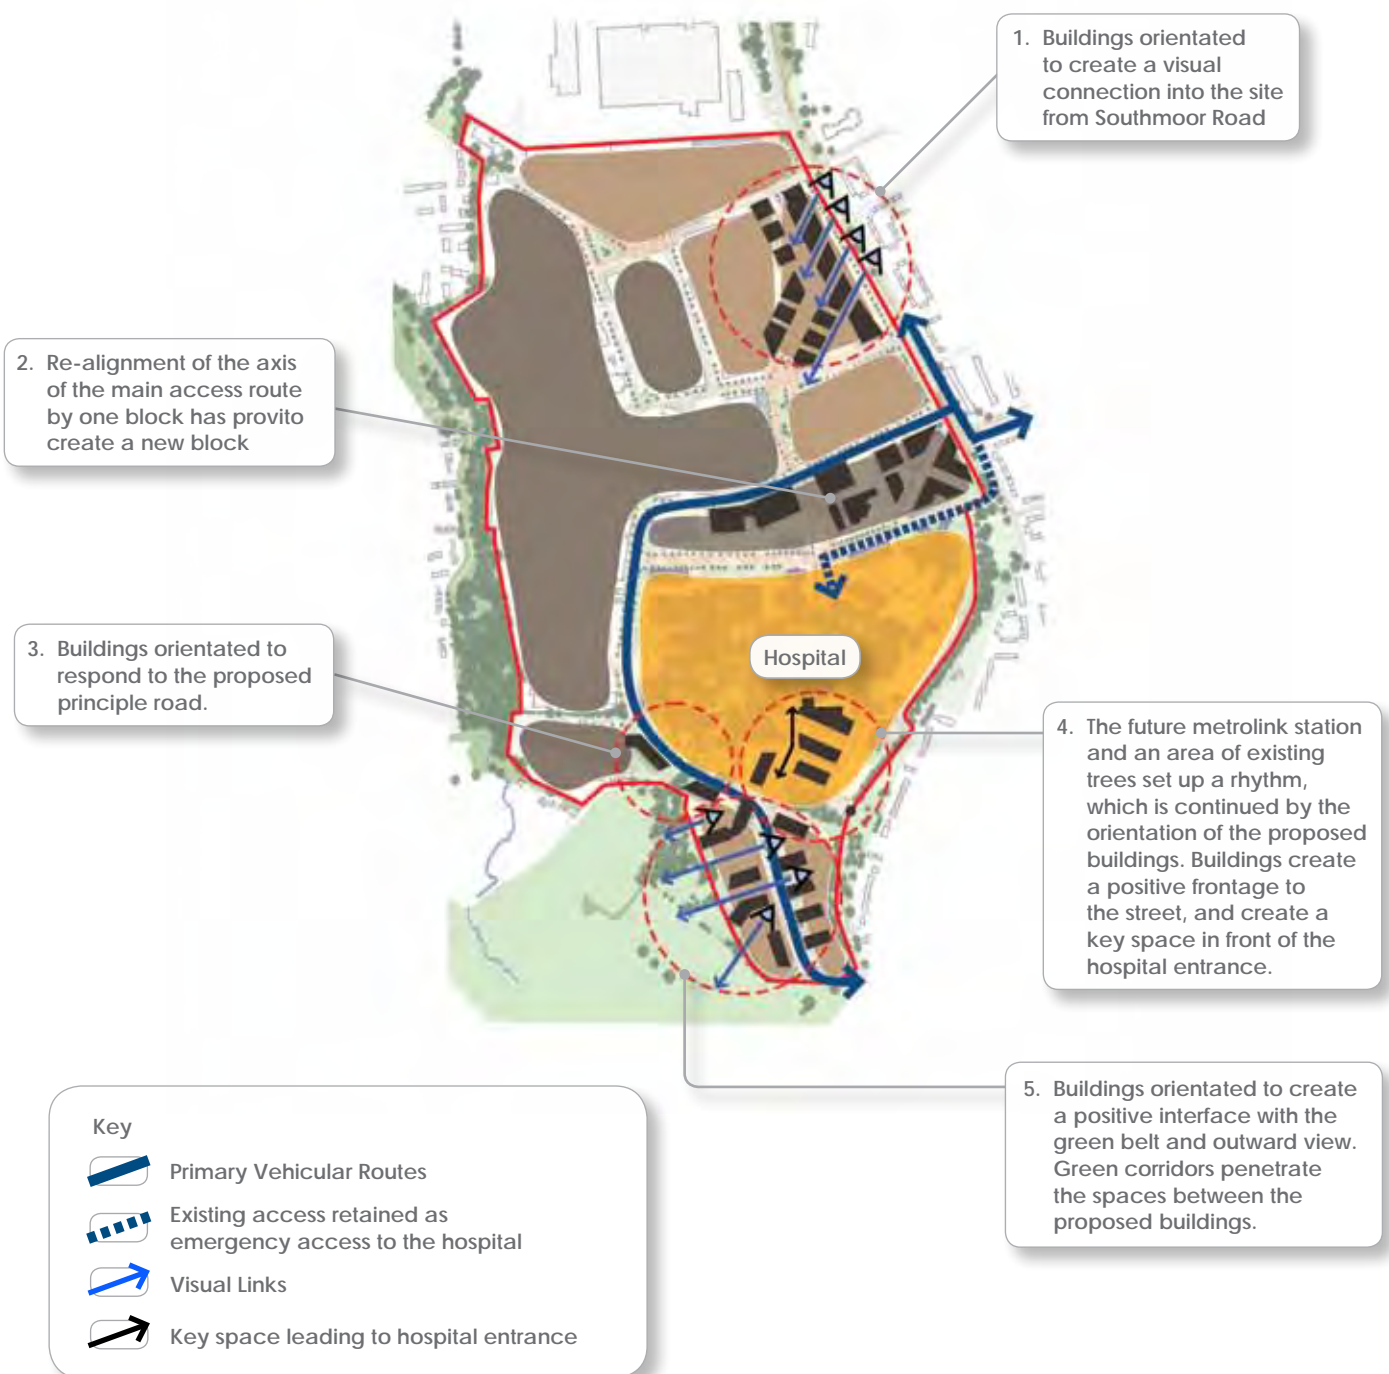 1. Buildings orientated
to create a visual
connection into the site
from Southmoor Road
2. Re-alignment of the axis
of the main access route
by one block has provito
create a new block
3. Buildings orientated to
respond to the proposed
principle road.
Hospital
4. The future metrolink station
and an area of existing
trees set up a rhythm,
which is continued by the
orientation of the proposed
buildings. Buildings create
a positive frontage to
the street, and create a
key space in front of the
hospital entrance.
5. Buildings orientated to create
a positive interface with the
green belt and outward view.
Green corridors penetrate
the spaces between the
proposed buildings.
Key
Primary Vehicular Routes
Existing access retained as
emergency access to the hospital
Visual Links
Key space leading to hospital entrance